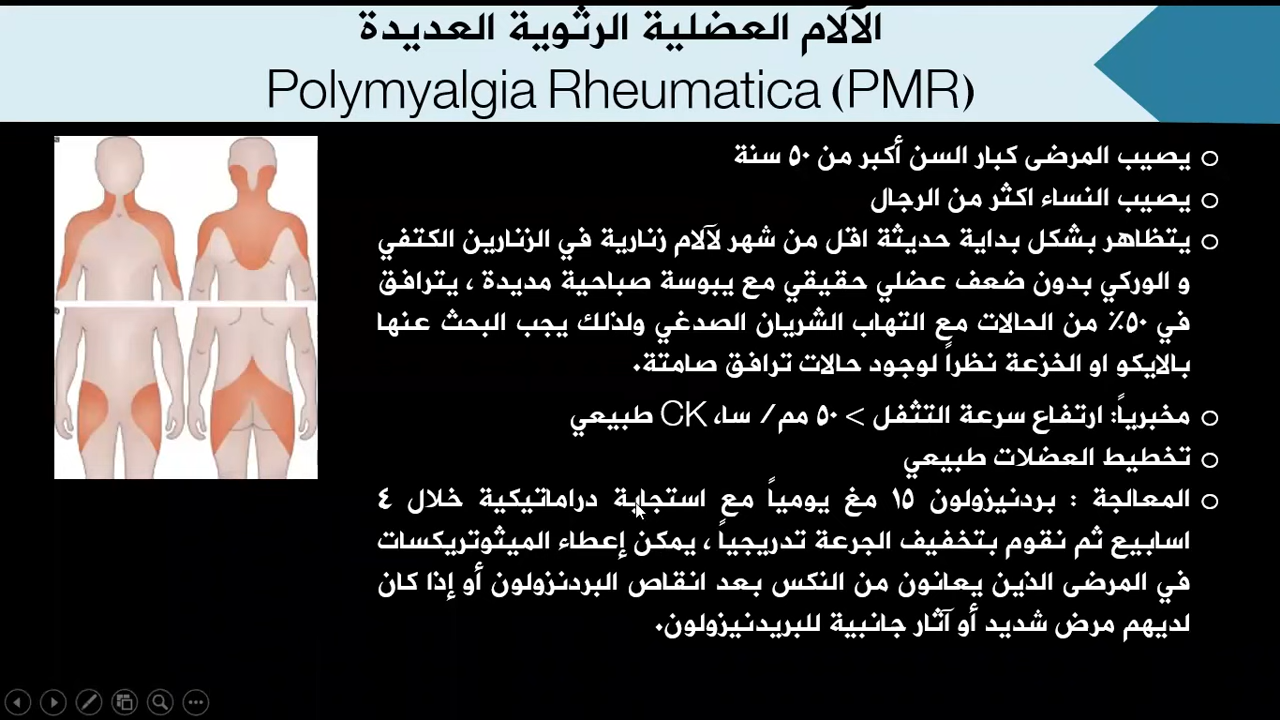 الآلام العضلية الرثوية العديدة
Polymyalgia Rheumatica (PMR)
يصيب المرضى كبار السن أكبر من ٥٠ سنة
يصيب النساء اكثر من الرجال
يتظاهر بشكل بداية حديثة اقل من شهر لآلام زنارية في الزنارين الكتفي
و الوركي بدون ضعف عضلي حقيقي مع يبوسة صباحية مديدة ، يترافق
في ٥٠٪ من الحالات مع التهاب الشريان الصدغي ولذلك يجب البحث عنها
بالايكو او الخزعة نظراً لوجود حالات ترافق صامتة.
مخبرياً: ارتفاع سرعة التثفل > ٥٠ مم/ سا، CK طبيعي
تخطيط العضلات طبيعي
المعالجة : بردنيزولون ١٥ مغ يومياً مع استجابة دراماتيكية خلال ٤
اسابيع ثم نقوم بتخفيف الجرعة تدريجياً ، يمكن إعطاء الميثوتريكسات
في المرضى الذين يعانون من النكس بعد انقاص البردنزولون أو إذا كان
لديهم مرض شديد أو آثار جانبية للبريدنيزولون.